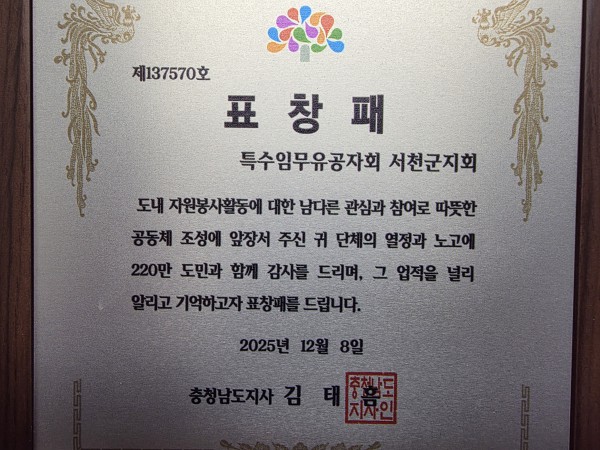 제137570호
표 창 패
특수임무유공자회 서천군지회
도내 자원봉사활동에 대한 남다른 관심과 참여로 따뜻한
공동체 조성에 앞장서 주신 귀 단체의 열정과 노고에
220만 도민과 함께 감사를 드리며, 그 업적을 널리
알리고 기억하고자 표창패를 드립니다.
2025년 12월 8일
충청남도지사 김 태 흠
충청남도
지사인